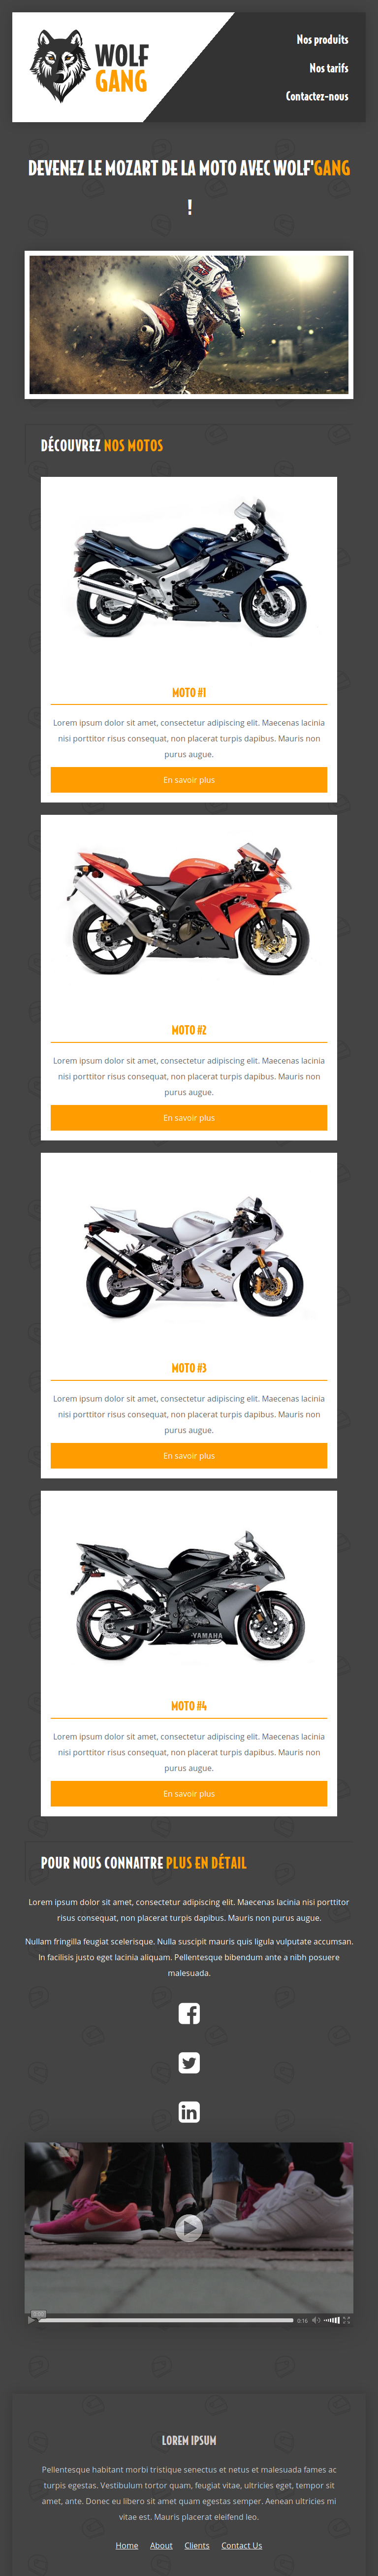 WOLF
GANG
Nos produits
Nos tarifs
Contactez-nous
DEVENEZ LE MOZART DE LA MOTO AVEC WOLF'GANG
!
DÉCOUVREZ NOS MOTOS
MOTO #1
Lorem ipsum dolor sit amet, consectetur adipiscing elit. Maecenas lacinia
nisi porttitor risus consequat, non placerat turpis dapibus. Mauris non
purus augue.
En savoir plus
MOTO #2
Lorem ipsum dolor sit amet, consectetur adipiscing elit. Maecenas lacinia
nisi porttitor risus consequat, non placerat turpis dapibus. Mauris non
purus augue.
En savoir plus
MOTO #3
Lorem ipsum dolor sit amet, consectetur adipiscing elit. Maecenas lacinia
nisi porttitor risus consequat, non placerat turpis dapibus. Mauris non
purus augue.
En savoir plus
YAMAHA
MOTO #4
Lorem ipsum dolor sit amet, consectetur adipiscing elit. Maecenas lacinia
nisi porttitor risus consequat, non placerat turpis dapibus. Mauris non
purus augue.
En savoir plus
POUR NOUS CONNAITRE PLUS EN DÉTAIL
Lorem ipsum dolor sit amet, consectetur adipiscing elit. Maecenas lacinia nisi porttitor
risus consequat, non placerat turpis dapibus. Mauris non purus augue.
Nullam fringilla feugiat scelerisque. Nulla suscipit mauris quis ligula vulputate accumsan.
In facilisis justo eget lacinia aliquam. Pellentesque bibendum ante a nibh posuere
malesuada.
0:00
0:16
LOREM IPSUM
Pellentesque habitant morbi tristique senectus et netus et malesuada fames ac
turpis egestas. Vestibulum tortor quam, feugiat vitae, ultricies eget, tempor sit
amet, ante. Donec eu libero sit amet quam egestas semper. Aenean ultricies mi
vitae est. Mauris placerat eleifend leo.
Home About Clients Contact Us